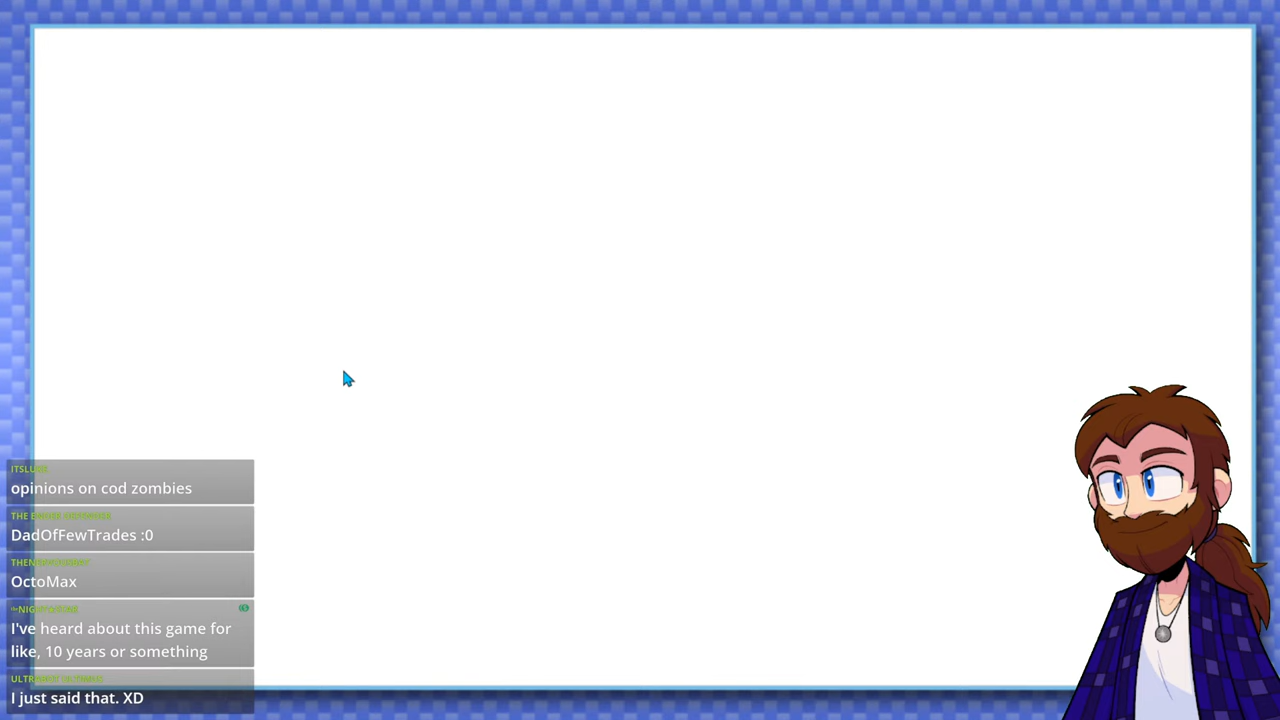 opinions on cod zombies
DadOfFewTrades :0
OctoMax
I've heard about this game for
like, 10 years or something
I just said that. XD